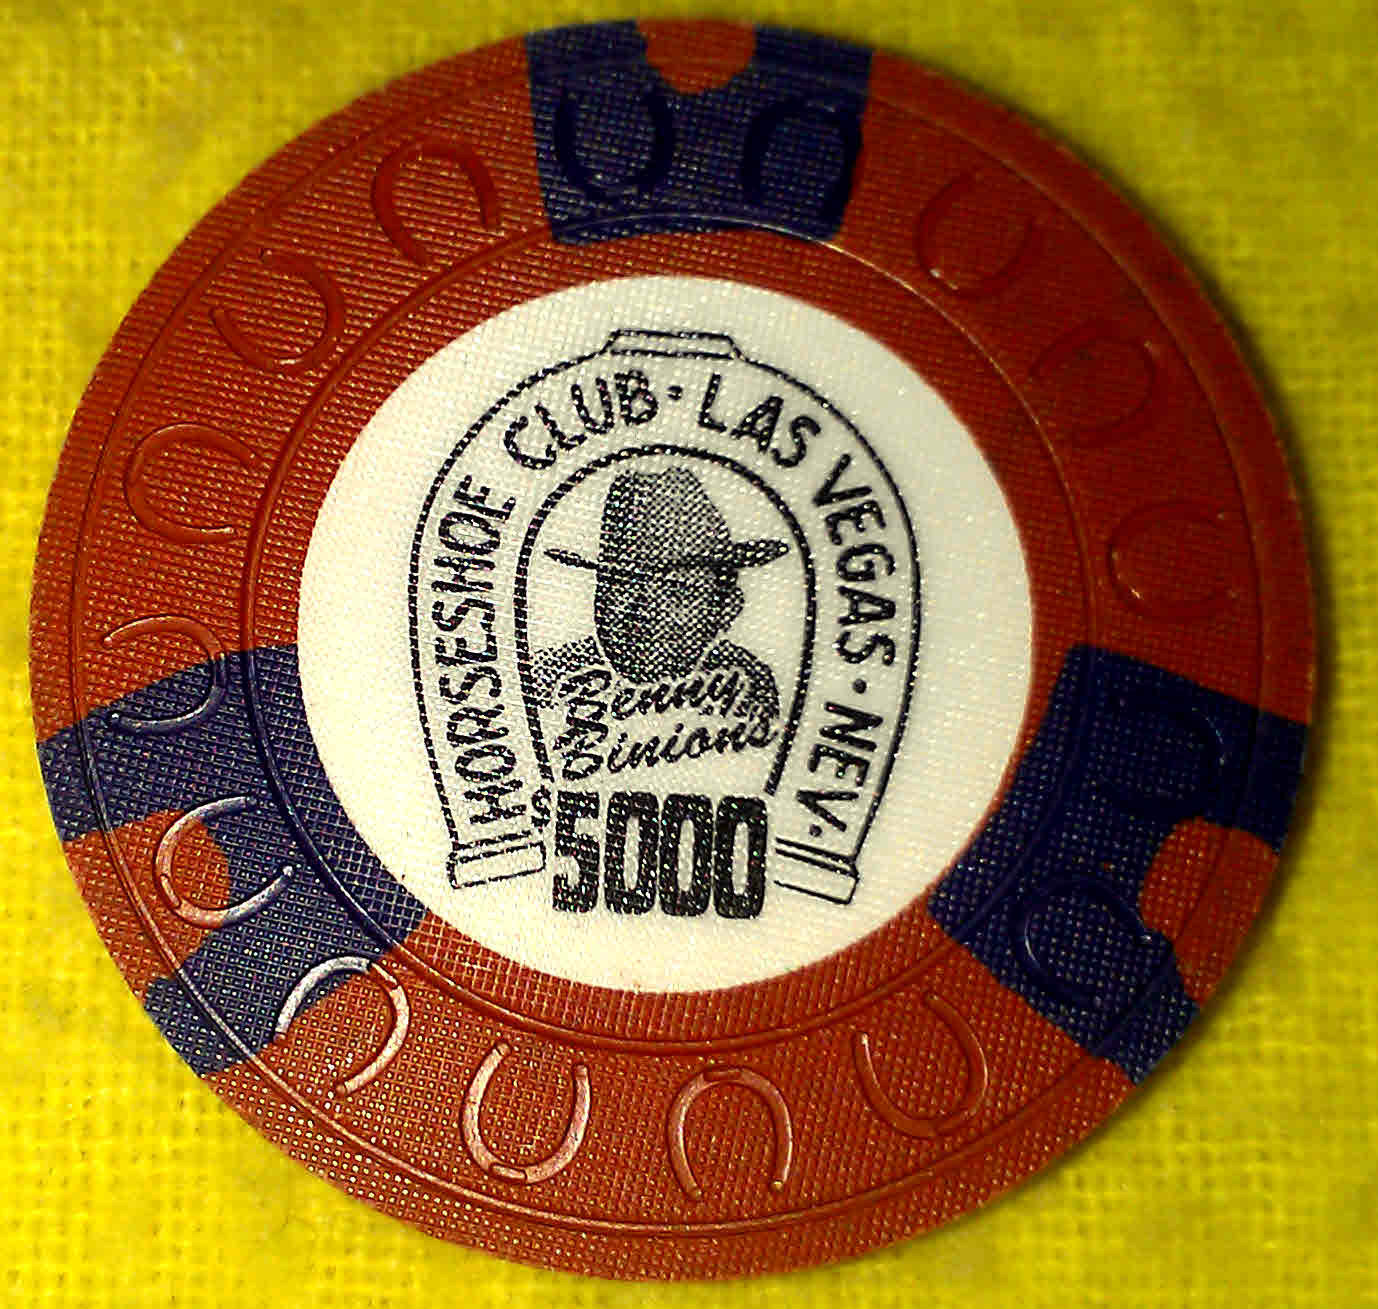 HORSESHOE CLUB · LAS VEGAS · NEV.
Benny
Binions
$5000